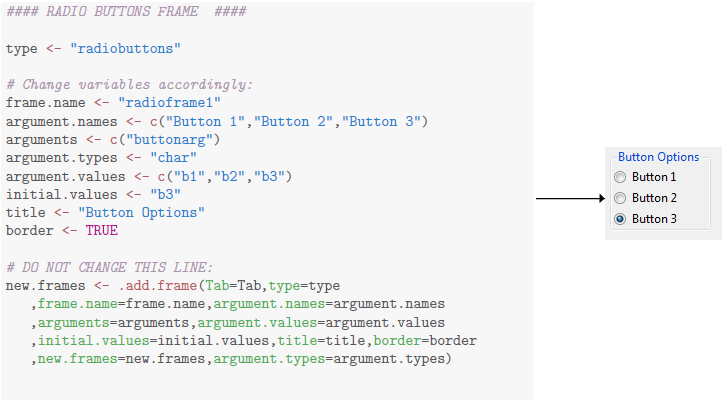 #### RADIO BUTTONS FRAME  ####
type <- "radiobuttons"
# Change variables accordingly:
frame.name <- "radioframe1"
argument.names <- c("Button 1","Button 2","Button 3")
arguments <- c("buttonarg")
argument.types <- "char"
argument.values <- c("b1","b2","b3")
initial.values <- "b3"
title <- "Button Options"
border <- TRUE
# DO NOT CHANGE THIS LINE:
new.frames <- .add.frame(Tab=Tab,type=type
,frame.name=frame.name,argument.names=argument.names
,arguments=arguments,argument.values=argument.values
,initial.values=initial.values,title=title,border=border
,new.frames=new.frames,argument.types=argument.types)
Button Options
Button 1
Button 2
Button 3